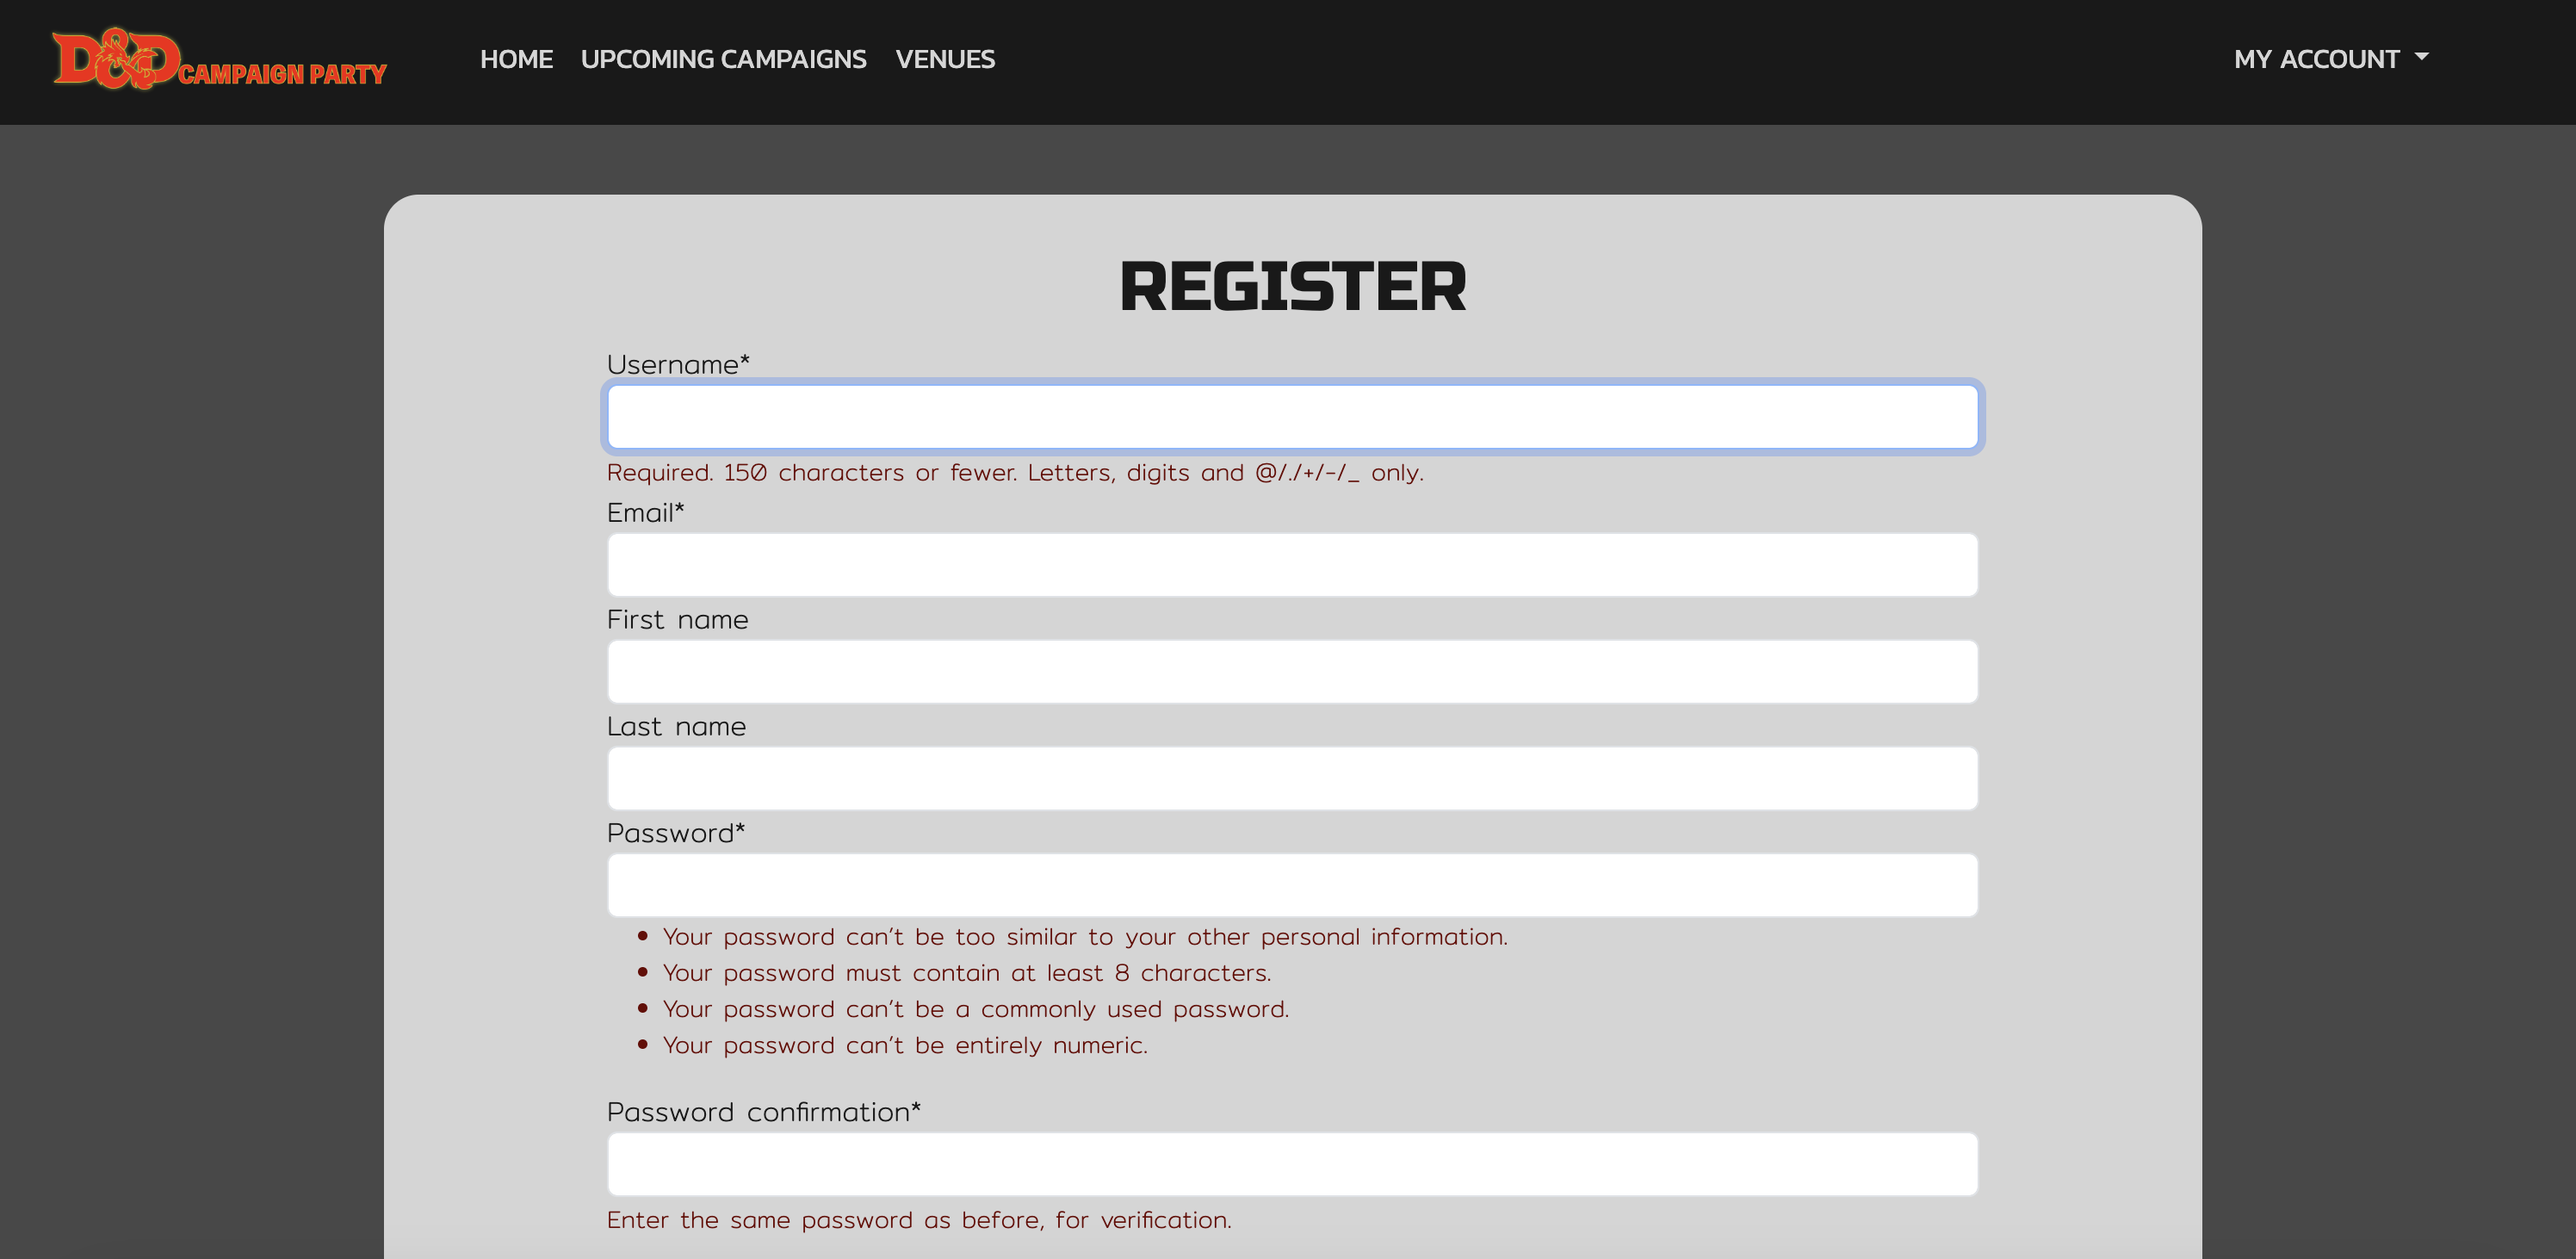 D&D CAMPAIGN PARTY
HOME UPCOMING CAMPAIGNS VENUES MY ACCOUNT
REGISTER
Username*
Required. 150 characters or fewer. Letters, digits and @/./+/-/_ only.
Email*
First name
Last name
Password*
• Your password can’t be too similar to your other personal information.
• Your password must contain at least 8 characters.
• Your password can’t be a commonly used password.
• Your password can’t be entirely numeric.
Password confirmation*
Enter the same password as before, for verification.